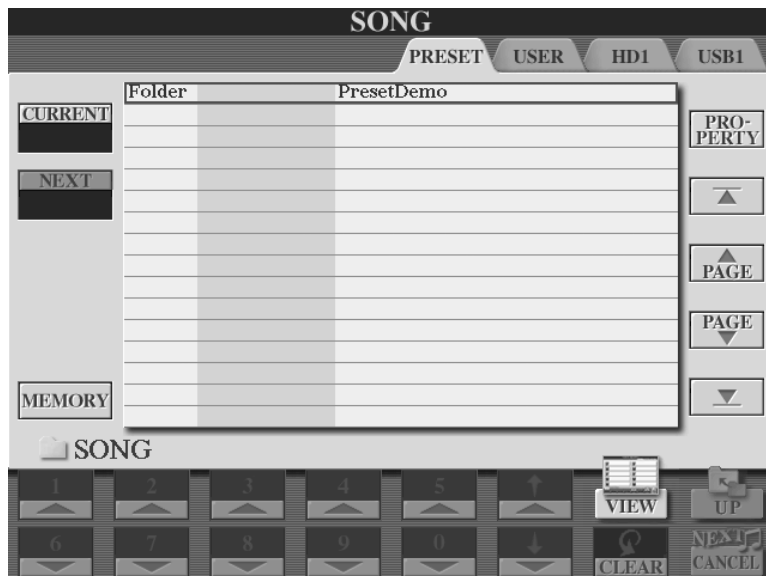 SONG
PRESET USER HD1 USB1
Folder PresetDemo
CURRENT
PRO-
PERTY
NEXT
PAGE
PAGE
MEMORY
SONG
1 2 3 4 5
VIEW UP
6 7 8 9 0
CLEAR
NEXT
CANCEL